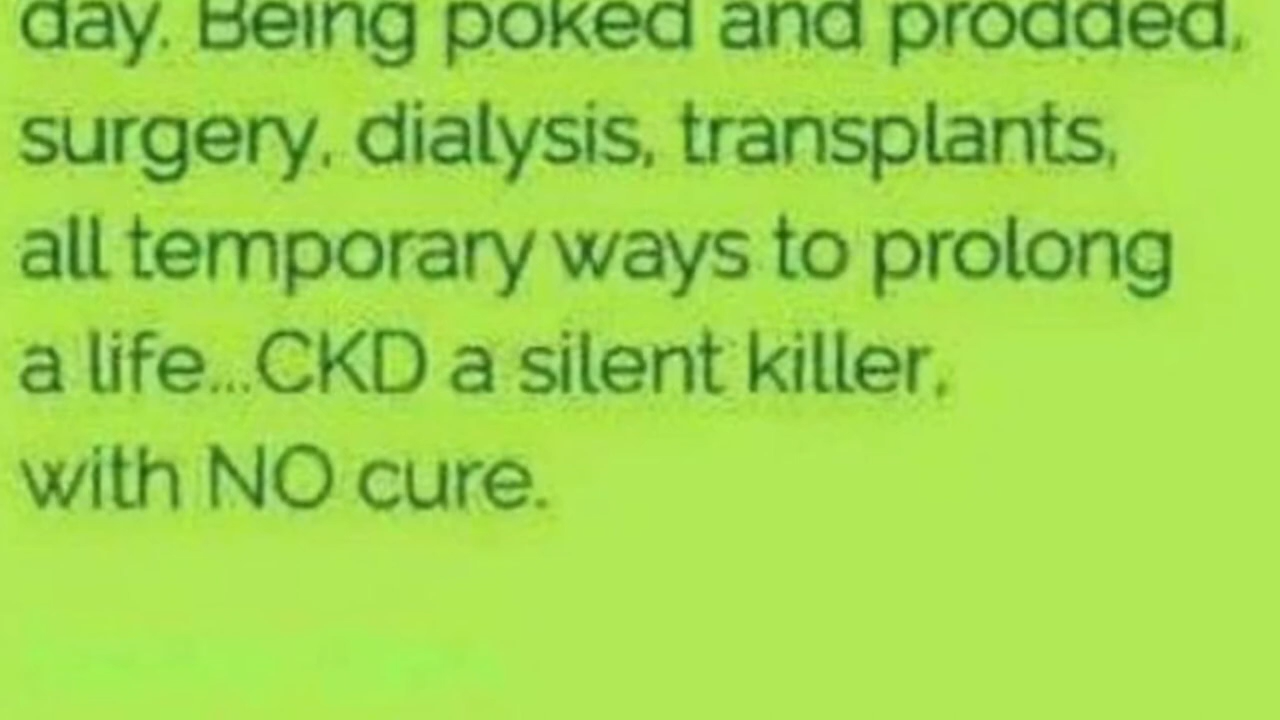 day. Being poked and prodded,
surgery, dialysis, transplants,
all temporary ways to prolong
a life...CKD a silent killer,
with NO cure.